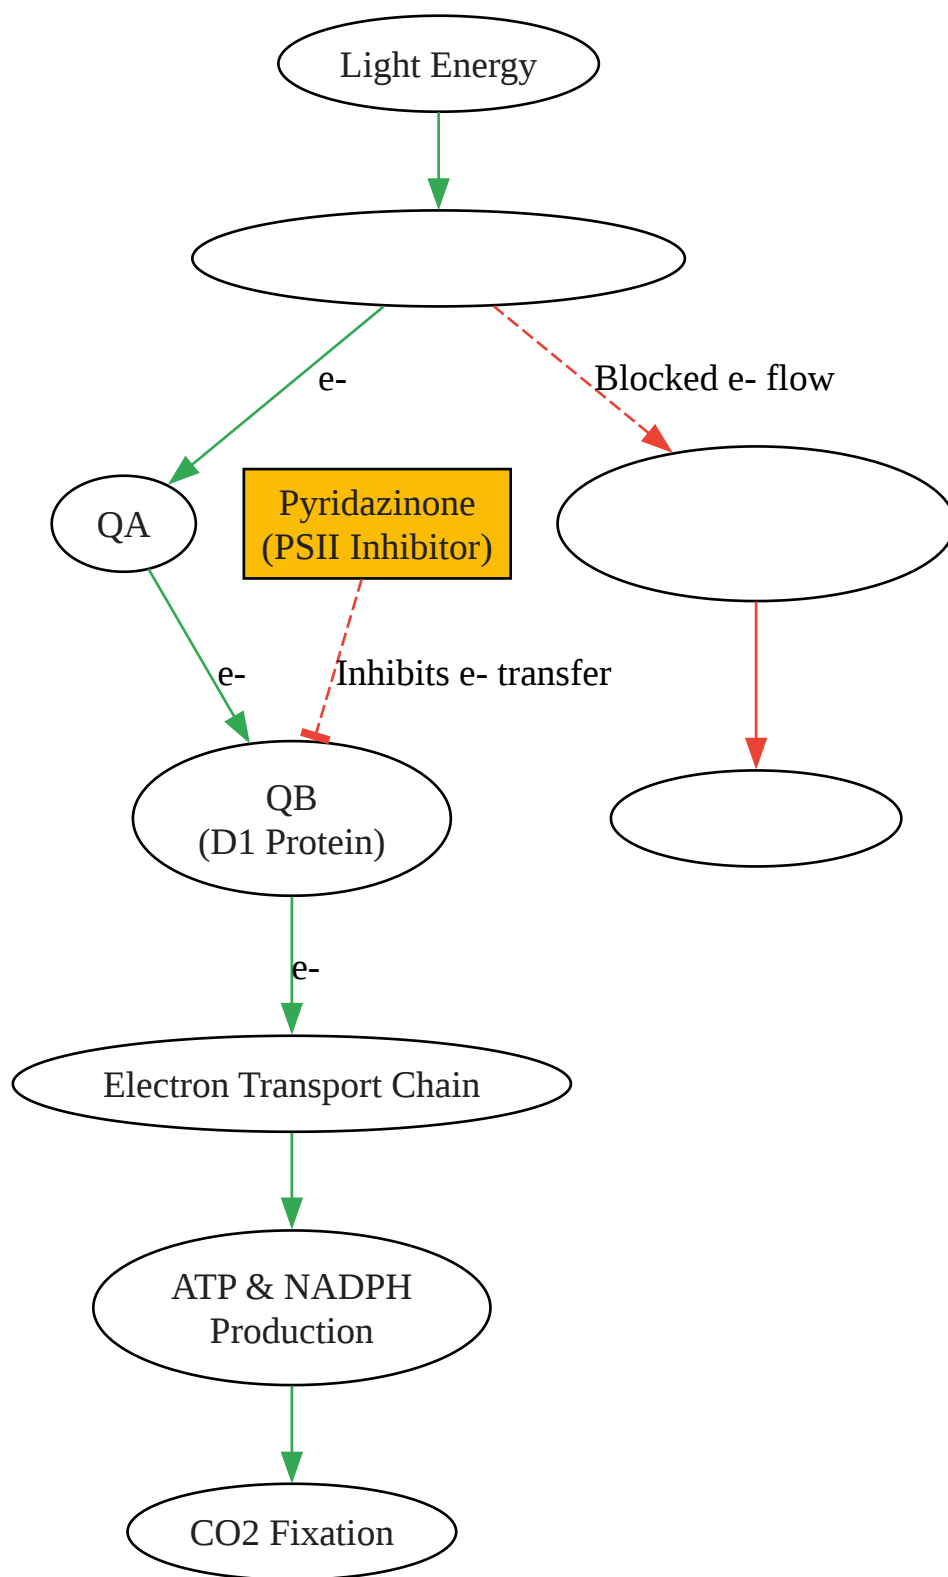 Light Energy
e-
Blocked e- flow
QA
Pyridazinone
(PSII Inhibitor)
e-
Inhibits e- transfer
QB
(D1 Protein)
e-
Electron Transport Chain
ATP & NADPH
Production
CO2 Fixation